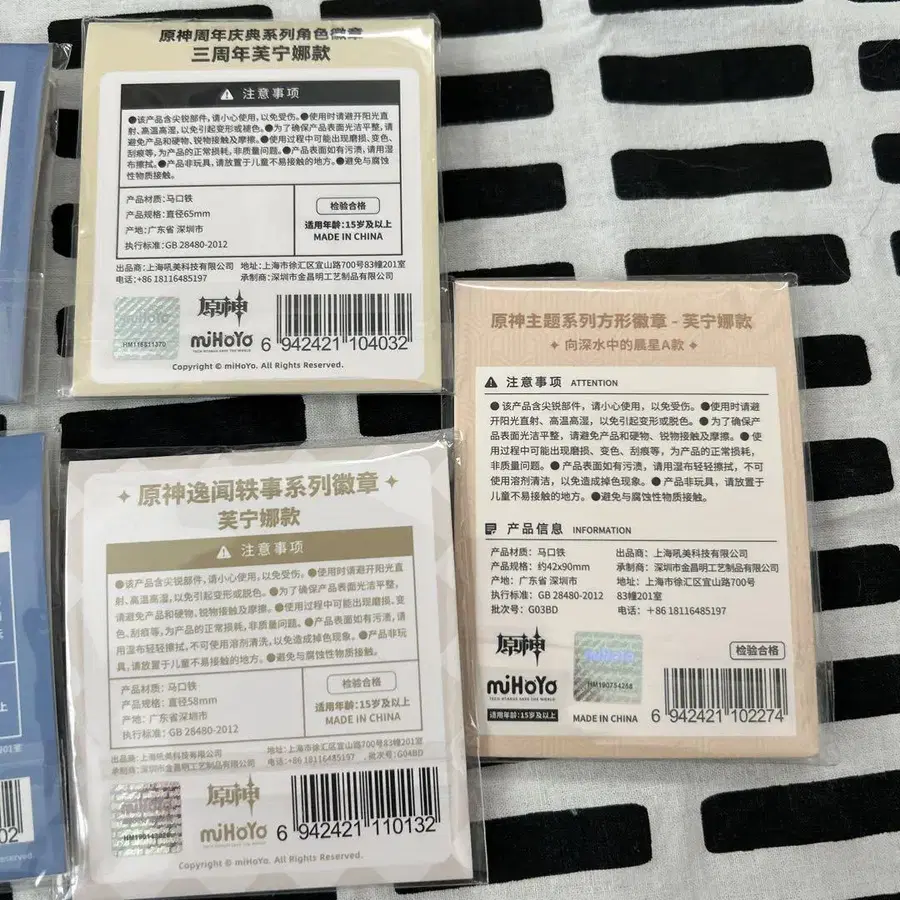 原神周年庆典系列角色徽章
三周年芙宁娜款
注意事项
●该产品含尖锐部件,请小心使用,以免受伤。●使用时请避开阳光直
射、高温高湿,以免引起变形或褪色。●为了确保产品表面光洁平整,请
避免产品和硬物、锐物接触及摩擦。●使用过程中可能出现磨损、变色、
刮痕等,为产品的正常损耗,非质量问题。●产品表面如有污渍,请用湿
布擦拭。●产品非玩具,请放置于儿童不易接触的地方。●避免与腐蚀
性物质接触。
产品材质:马口铁
产品规格:直径65mm
产地:广东省 深圳市
执行标准:GB 28480-2012
检验合格
适用年龄:15岁及以上
MADE IN CHINA
出品商:上海吼美科技有限公司 地址:上海市徐汇区宜山路700号83幢201室
电话:+86 18116485197 承制商:深圳市金昌明工艺制品有限公司
miHoYo
原神
miHoYo
TECH OTAKUS SAVE THE WORLD
6 942421 104032
Copyright © miHoYo. All Rights Reserved.
原神逸闻轶事系列徽章
芙宁娜款
注意事项
●该产品含尖锐部件,请小心使用,以免受伤。●使用时请避开阳光直
射、高温高湿,以免引起变形或脱色。●为了确保产品表面光洁平整,
请避免产品和硬物、锐物接触及摩擦。●使用过程中可能出现磨损、变
色、刮痕等,为产品的正常损耗,非质量问题。●产品表面如有污渍,请
用湿布轻轻擦拭,不可使用溶剂清洗,以免造成掉色现象。●产品非玩
具,请放置于儿童不易接触的地方。●避免与腐蚀性物质接触。
产品材质:马口铁
产品规格:直径58mm
产地:广东省深圳市
执行标准:GB 28480-2012
检验合格
适用年龄:15岁及以上
MADE IN CHINA
出品商:上海吼美科技有限公司 地址:上海市徐汇区宜山路700号83幢201室
承制商:深圳市金昌明工艺制品有限公司 电话:+86 18116485197 批次号:G04BD
原神
miHoYo
TECH OTAKUS SAVE THE WORLD
6 942421 110132
Copyright © miHoYo. All Rights Reserved.
原神主题系列方形徽章 - 芙宁娜款
向深水中的晨星A款
注意事项 ATTENTION
● 该产品含尖锐部件,请小心使用,以免受伤。●使用时请避
开阳光直射、高温高湿,以免引起变形或脱色。● 为了确保产
品表面光洁平整,请避免产品和硬物、锐物接触及摩擦。● 使
用过程中可能出现磨损、变色、刮痕等,为产品的正常损耗,
非质量问题。● 产品表面如有污渍,请用湿布轻轻擦拭,不可
使用溶剂清洁,以免造成掉色现象。● 产品非玩具,请放置于
儿童不易接触的地方。●避免与腐蚀性物质接触。
产品信息 INFORMATION
产品材质:马口铁
产品规格:约42x90mm
产地:广东省 深圳市
执行标准:GB 28480-2012
批次号:G03BD
出品商:上海吼美科技有限公司
承制商:深圳市金昌明工艺制品有限公司
地址:上海市徐汇区宜山路700号
83幢201室
电话:+86 18116485197
原神
miHoYo
TECH OTAKUS SAVE THE WORLD
适用年龄:15岁及以上
miHoYo
HM190784288
MADE IN CHINA
检验合格
6 942421 102274
上
02